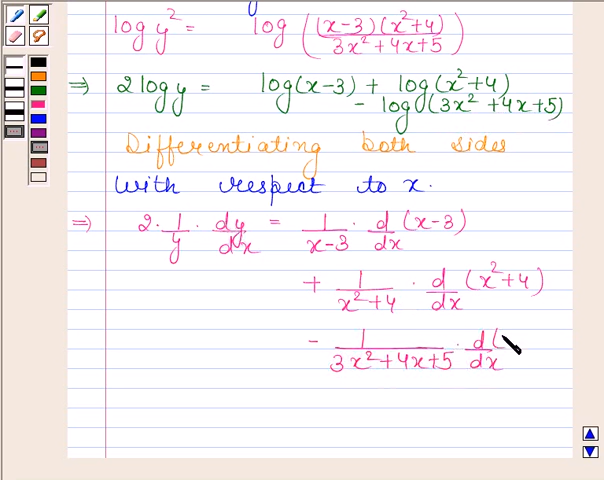 log y² = log ((x-3)(x²+4) / 3x²+4x+5)
⇒ 2 log y = log(x-3) + log(x²+4)
- log(3x²+4x+5)
Differentiating both sides
with respect to x.
⇒ 2 · 1/y · dy/dx = 1/x-3 · d/dx (x-3)
+ 1/x²+4 · d/dx (x²+4)
- 1/3x²+4x+5 · d/dx (